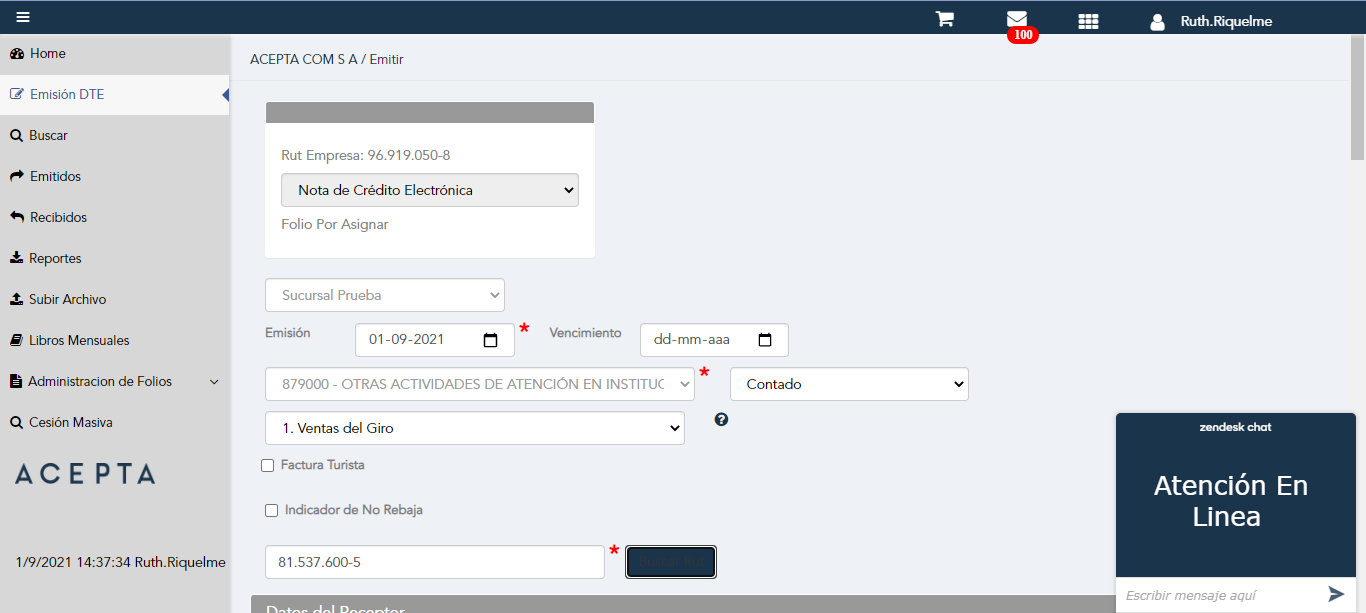 100
Ruth.Riquelme
Home
Emisión DTE
Buscar
Emitidos
Recibidos
Reportes
Subir Archivo
Libros Mensuales
Administracion de Folios
Cesión Masiva
ACEPTA
1/9/2021 14:37:34 Ruth.Riquelme
ACEPTA COM S A / Emitir
Rut Empresa: 96.919.050-8
Nota de Crédito Electrónica
Folio Por Asignar
Sucursal Prueba
Emisión 01-09-2021 * Vencimiento dd-mm-aaa
879000 - OTRAS ACTIVIDADES DE ATENCIÓN EN INSTITUC * Contado
1. Ventas del Giro ?
Factura Turista
Indicador de No Rebaja
81.537.600-5 *
Datos del Receptor
zendesk chat
Atención En
Linea
Escribir mensaje aquí